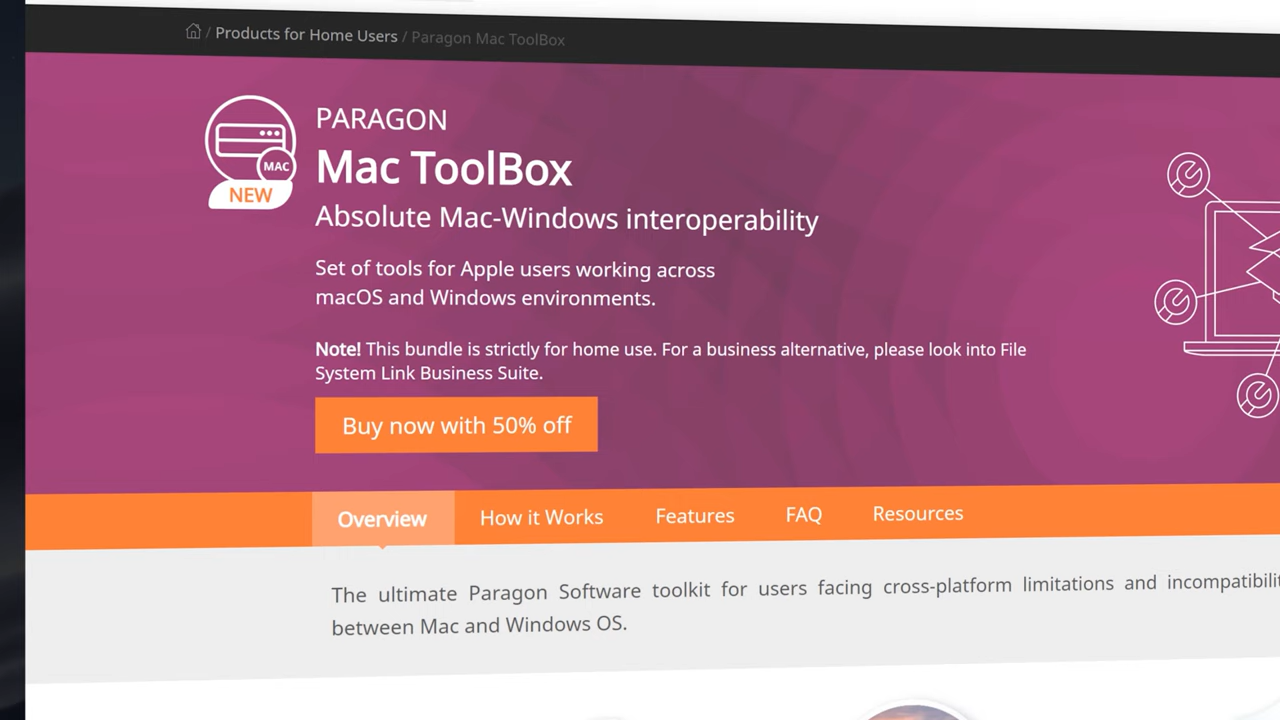 / Products for Home Users / Paragon Mac ToolBox
MAC
NEW
PARAGON
Mac ToolBox
Absolute Mac-Windows interoperability
Set of tools for Apple users working across
macOS and Windows environments.
Note! This bundle is strictly for home use. For a business alternative, please look into File
System Link Business Suite.
Buy now with 50% off
Overview How it Works Features FAQ Resources
The ultimate Paragon Software toolkit for users facing cross-platform limitations and
between Mac and Windows OS.